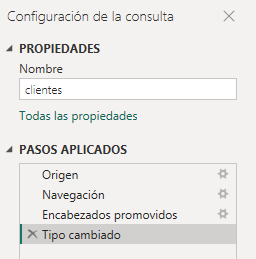 Configuración de la consulta
PROPIEDADES
Nombre
clientes
Todas las propiedades
PASOS APLICADOS
Origen
Navegación
Encabezados promovidos
Tipo cambiado